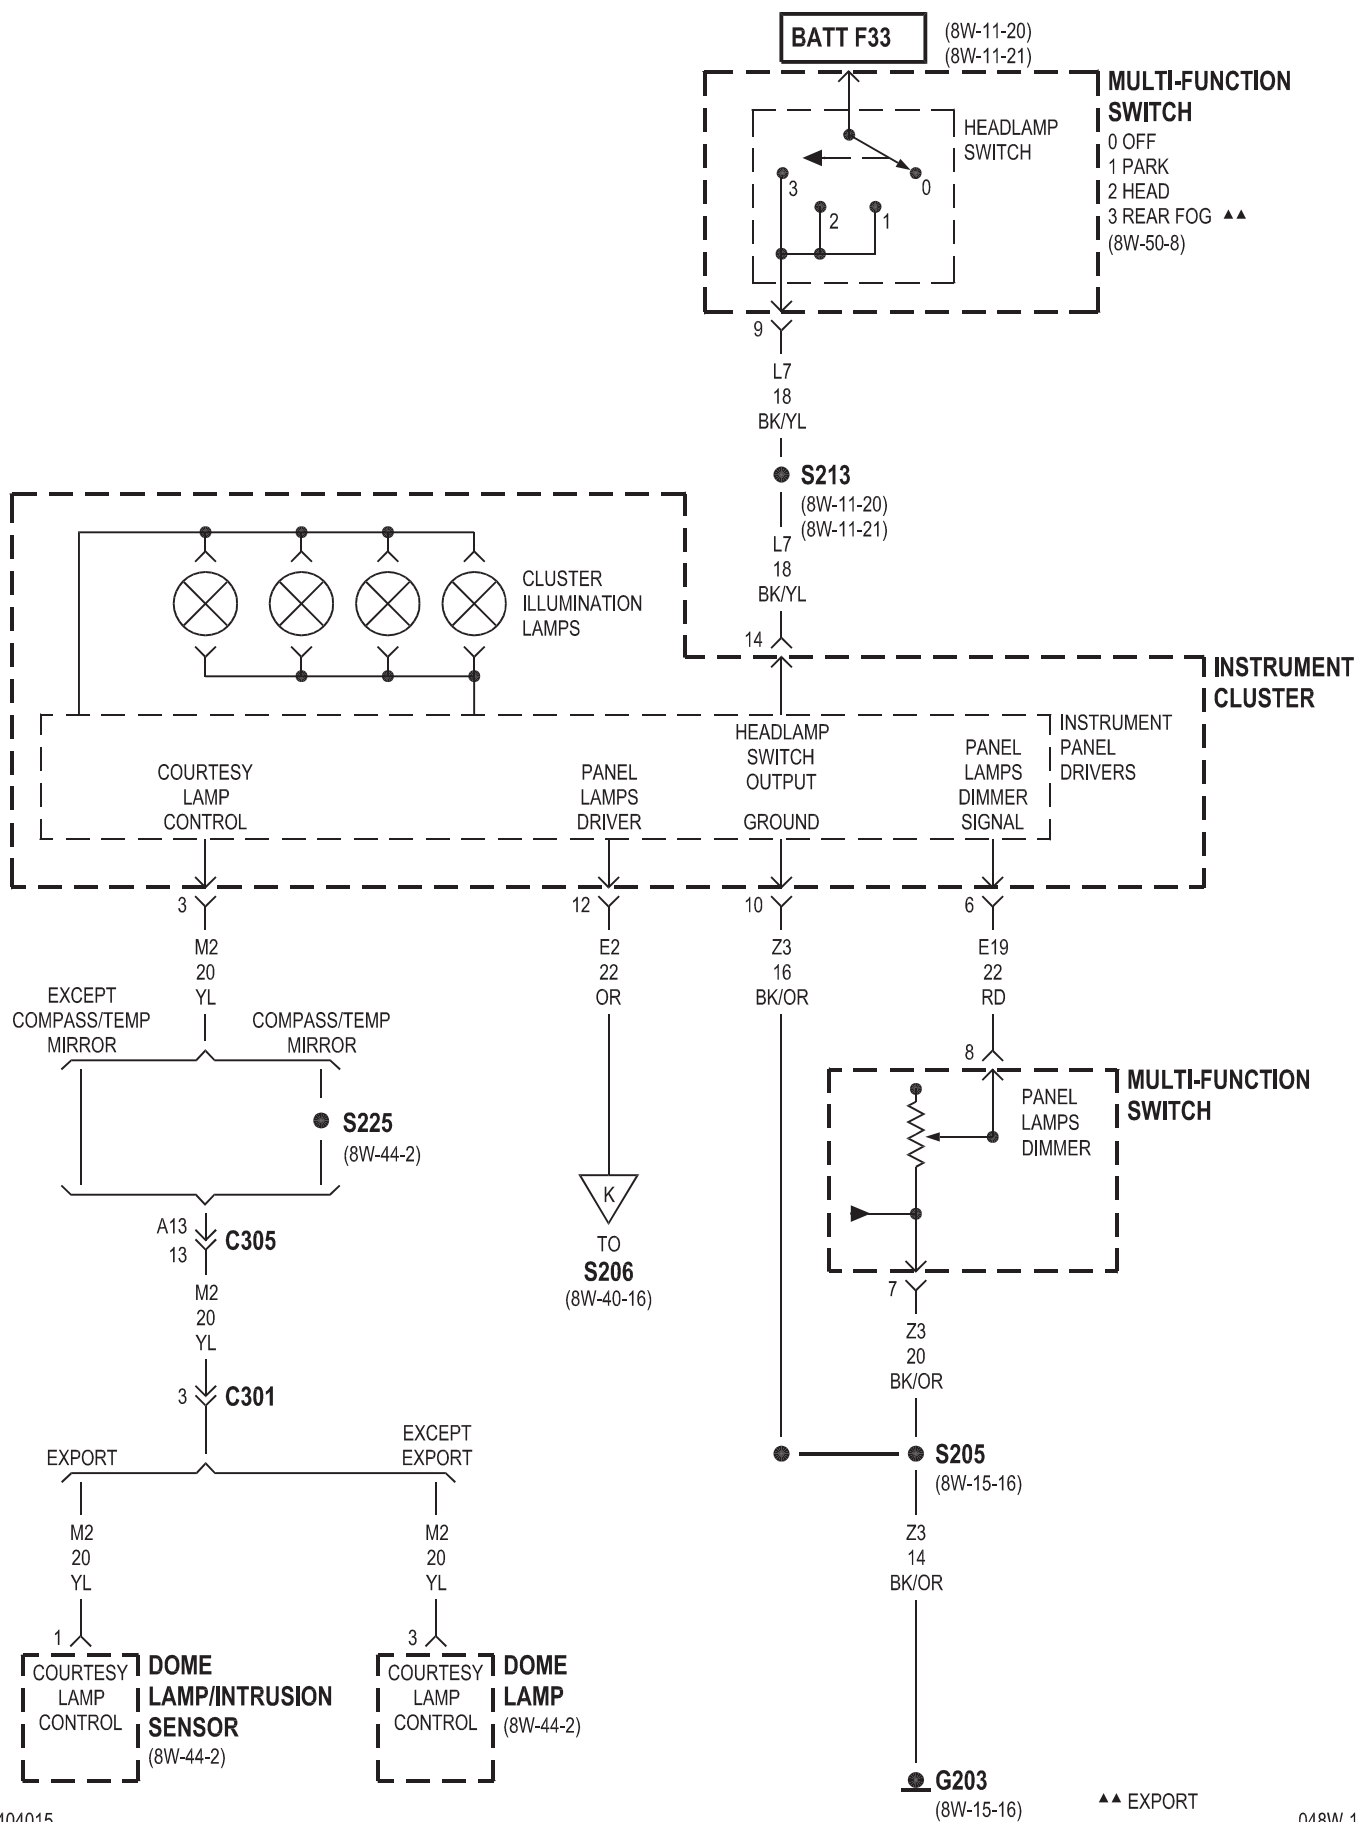 BATT F33
(8W-11-20)
(8W-11-21)
MULTI-FUNCTION
SWITCH
0 OFF
1 PARK
2 HEAD
3 REAR FOG ▲▲
(8W-50-8)
HEADLAMP
SWITCH
3
0
2
1
9
L7
18
BK/YL
S213
(8W-11-20)
(8W-11-21)
L7
18
BK/YL
14
CLUSTER
ILLUMINATION
LAMPS
INSTRUMENT
CLUSTER
INSTRUMENT
PANEL
DRIVERS
COURTESY
LAMP
CONTROL
PANEL
LAMPS
DRIVER
HEADLAMP
SWITCH
OUTPUT
GROUND
PANEL
LAMPS
DIMMER
SIGNAL
3
12
10
6
M2
20
YL
E2
22
OR
Z3
16
BK/OR
E19
22
RD
EXCEPT
COMPASS/TEMP
MIRROR
COMPASS/TEMP
MIRROR
S225
(8W-44-2)
8
MULTI-FUNCTION
SWITCH
PANEL
LAMPS
DIMMER
K
TO
S206
(8W-40-16)
A13
13
C305
M2
20
YL
3
C301
7
Z3
20
BK/OR
EXPORT
EXCEPT
EXPORT
S205
(8W-15-16)
M2
20
YL
M2
20
YL
Z3
14
BK/OR
1
COURTESY
LAMP
CONTROL
DOME
LAMP/INTRUSION
SENSOR
(8W-44-2)
3
COURTESY
LAMP
CONTROL
DOME
LAMP
(8W-44-2)
G203
(8W-15-16)
▲▲ EXPORT